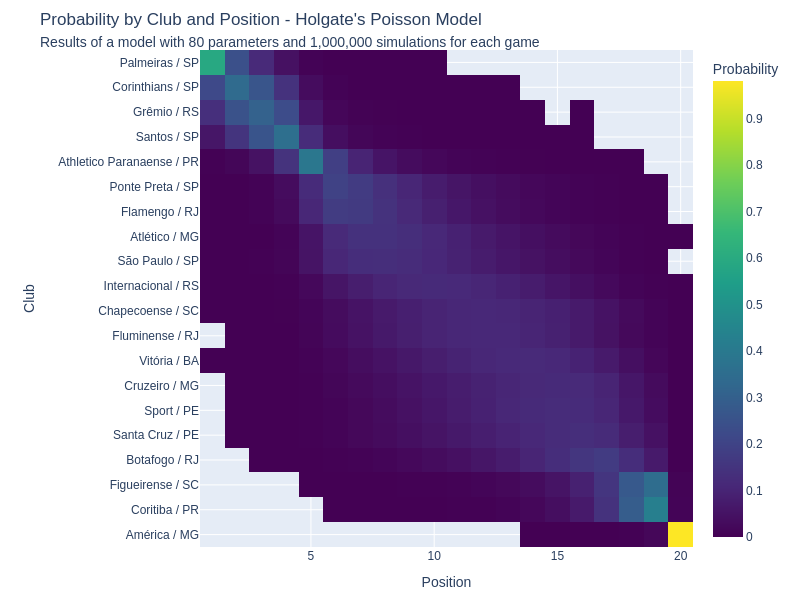 Probability by Club and Position - Holgate's Poisson Model
Results of a model with 80 parameters and 1,000,000 simulations for each game
Probability
Palmeiras / SP
Corinthians / SP
Grêmio / RS
Santos / SP
Athletico Paranaense / PR
Ponte Preta / SP
Flamengo / RJ
Atlético / MG
São Paulo / SP
Internacional / RS
Chapecoense / SC
Fluminense / RJ
Vitória / BA
Cruzeiro / MG
Sport / PE
Santa Cruz / PE
Botafogo / RJ
Figueirense / SC
Coritiba / PR
América / MG
Club
5
10
15
20
Position
0.9
0.8
0.7
0.6
0.5
0.4
0.3
0.2
0.1
0